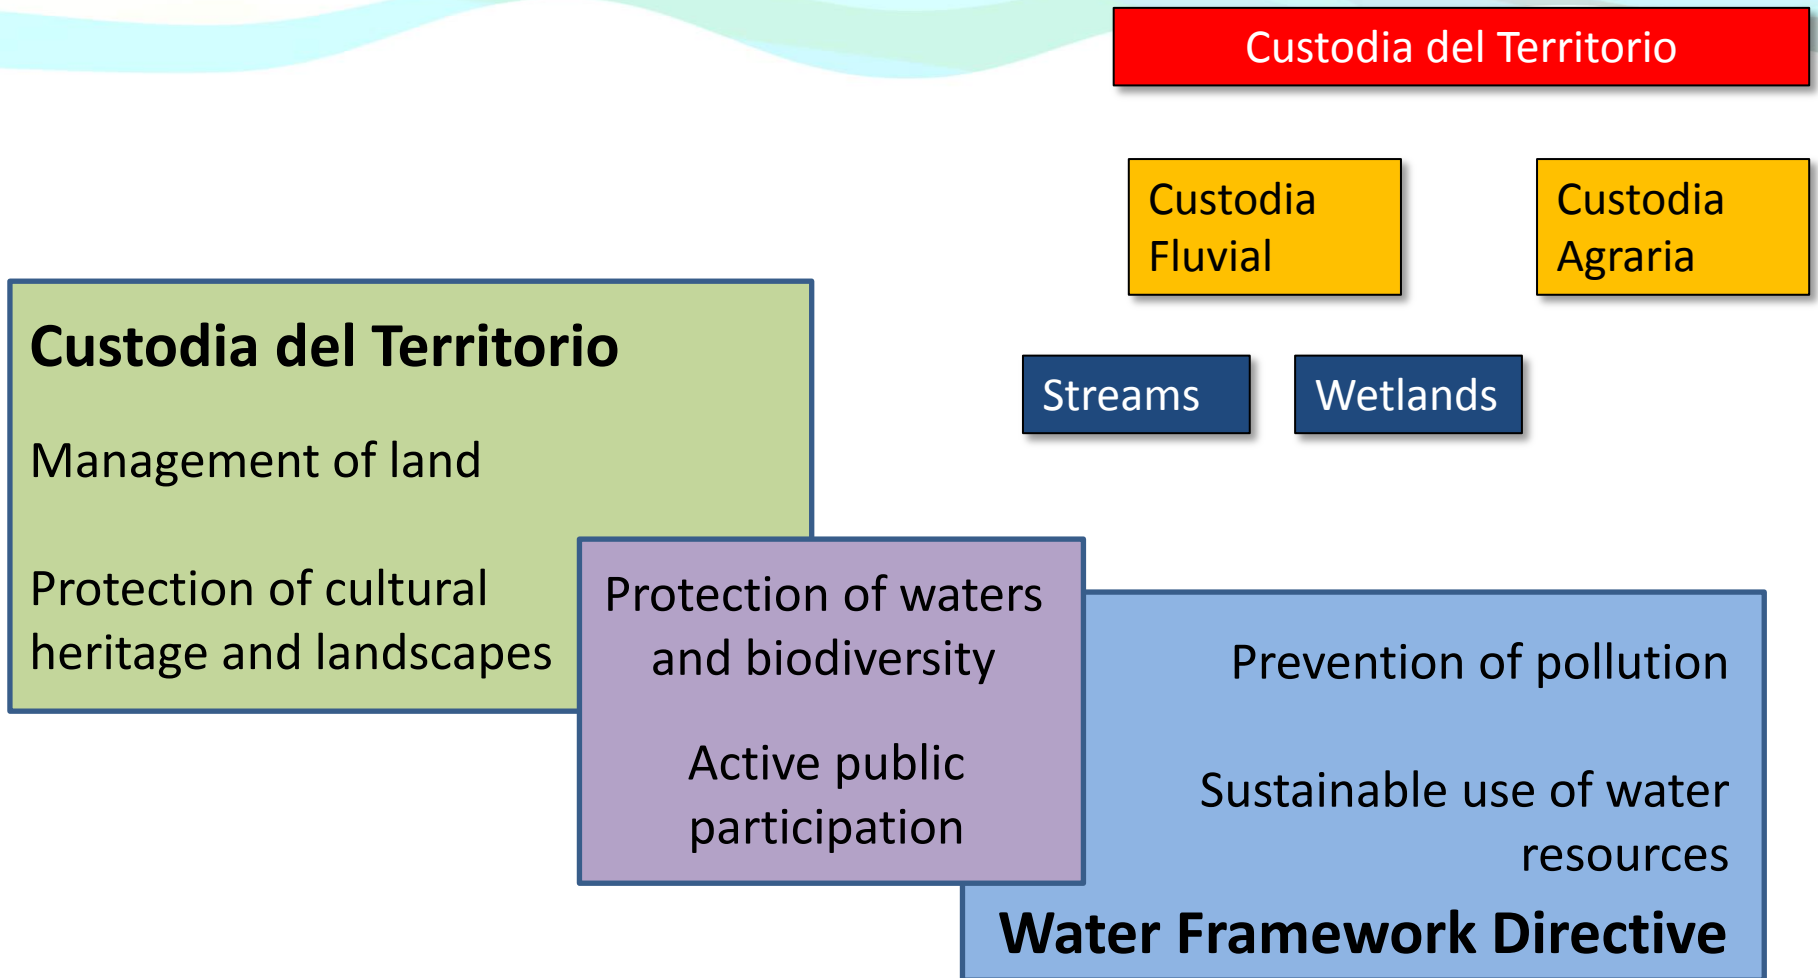 Custodia del Territorio
Custodia
Fluvial
Custodia
Agraria
Streams
Wetlands
Custodia del Territorio
Management of land
Protection of cultural
heritage and landscapes
Protection of waters
and biodiversity
Active public
participation
Prevention of pollution
Sustainable use of water
resources
Water Framework Directive